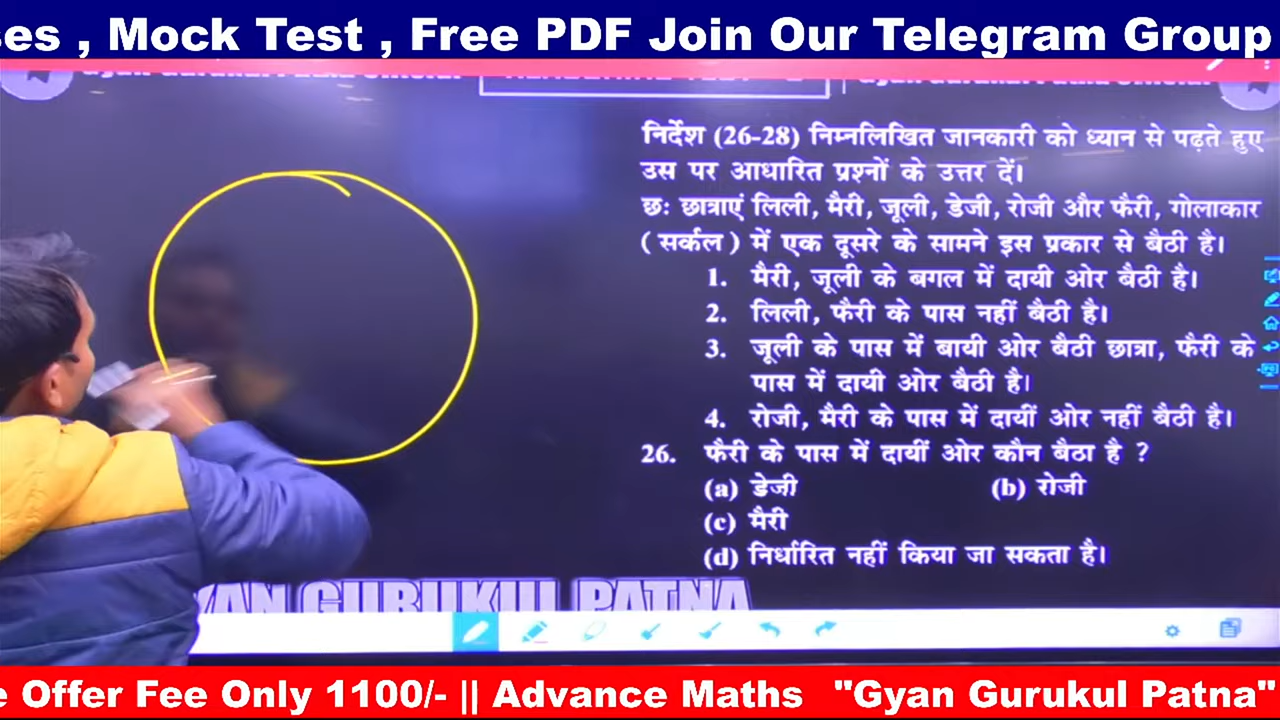 es , Mock Test , Free PDF Join Our Telegram Group
निर्देश (26-28) निम्नलिखित जानकारी को ध्यान से पढ़ते हुए
उस पर आधारित प्रश्नों के उत्तर दें।
छः छात्राएं लिली, मैरी, जूली, डेजी, रोजी और फैरी, गोलाकार
(सर्कल) में एक दूसरे के सामने इस प्रकार से बैठी है।
1. मैरी, जूली के बगल में दायी ओर बैठी है।
2. लिली, फैरी के पास नहीं बैठी है।
3. जूली के पास में बायी ओर बैठी छात्रा, फैरी के
पास में दायी ओर बैठी है।
4. रोजी, मैरी के पास में दायीं ओर नहीं बैठी है।
26. फैरी के पास में दायीं ओर कौन बैठा है ?
(a) डेजी (b) रोजी
(c) मैरी
(d) निर्धारित नहीं किया जा सकता है।
YAN GURUKUL PATNA
e Offer Fee Only 1100/- || Advance Maths "Gyan Gurukul Patna"